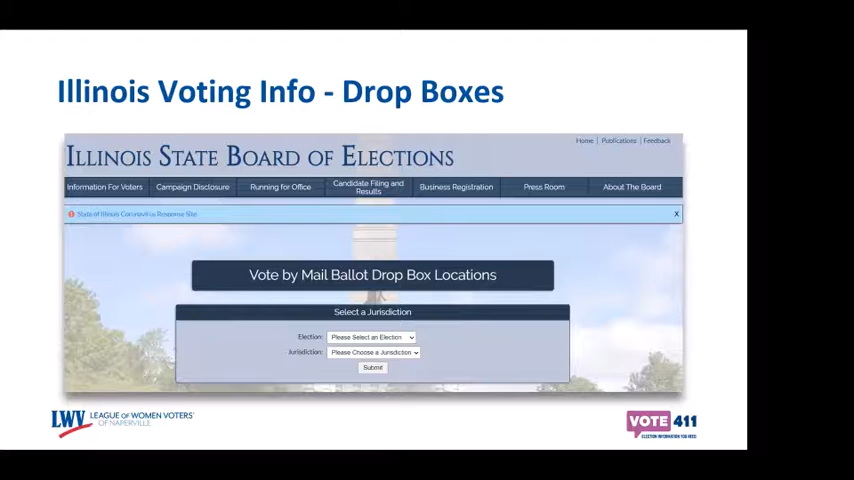 Illinois Voting Info - Drop Boxes
Home | Publications | Feedback
ILLINOIS STATE BOARD OF ELECTIONS
Information For Voters
Campaign Disclosure
Running for Office
Candidate Filing and
Results
Business Registration
Press Room
About The Board
State of Illinois Coronavirus Response Site
X
Vote by Mail Ballot Drop Box Locations
Select a Jurisdiction
Election: Please Select an Election
Jurisdiction: Please Choose a Jurisdiction
Submit
LWV LEAGUE OF WOMEN VOTERS®
OF NAPERVILLE
VOTE 411
ELECTION INFORMATION YOU NEED